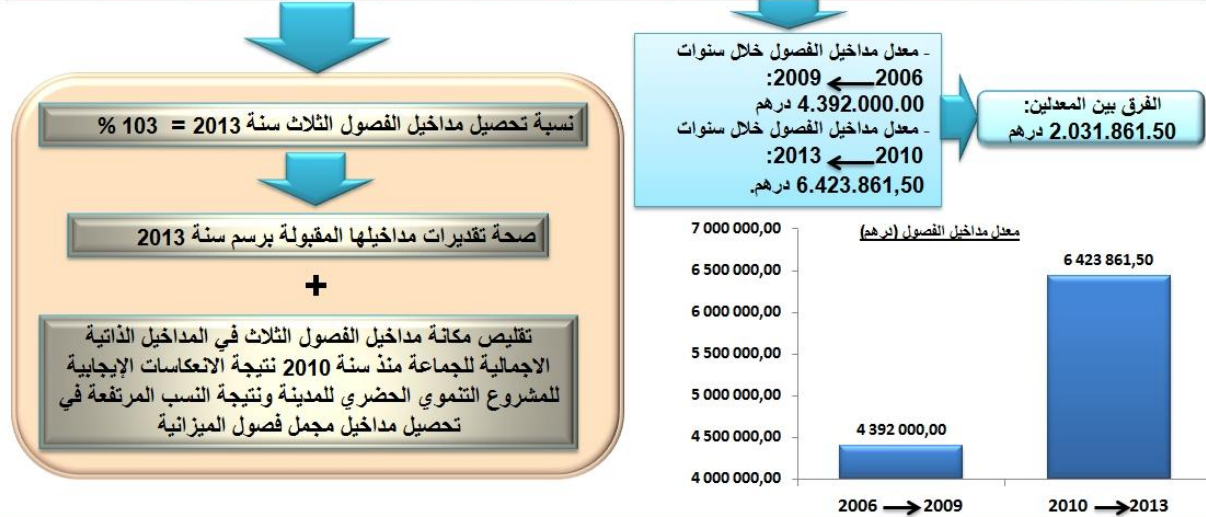 - معدل مداخيل الفصول خلال سنوات
2006 ⟵ 2009:
4.392.000.00 درهم
- معدل مداخيل الفصول خلال سنوات
2010 ⟵ 2013:
6.423.861,50 درهم.
الفرق بين المعدلين:
2.031.861.50 درهم
نسبة تحصيل مداخيل الفصول الثلاث سنة 2013 = 103 %
صحة تقديرات مداخيلها المقبولة برسم سنة 2013
+
تقليص مكانة مداخيل الفصول الثلاث في المداخيل الذاتية
الاجمالية للجماعة منذ سنة 2010 نتيجة الانعكاسات الإيجابية
للمشروع التنموي الحضري للمدينة ونتيجة النسب المرتفعة في
تحصيل مداخيل مجمل فصول الميزانية
معدل مداخيل الفصول (درهم)
7 000 000,00
6 500 000,00
6 000 000,00
5 500 000,00
5 000 000,00
4 500 000,00
4 000 000,00
4 392 000,00
6 423 861,50
2006 ⟶ 2009
2010 ⟶ 2013